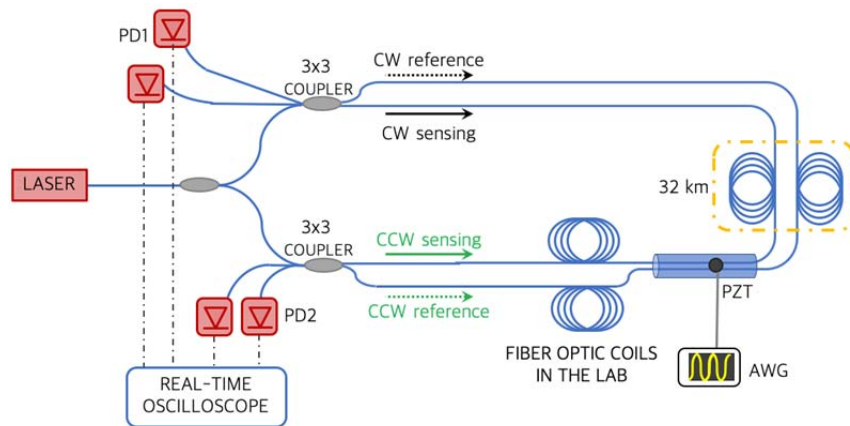 PD1
3x3
COUPLER
CW reference
CW sensing
LASER
32 km
3x3
COUPLER
CCW sensing
PZT
PD2
CCW reference
FIBER OPTIC COILS
IN THE LAB
AWG
REAL-TIME
OSCILLOSCOPE